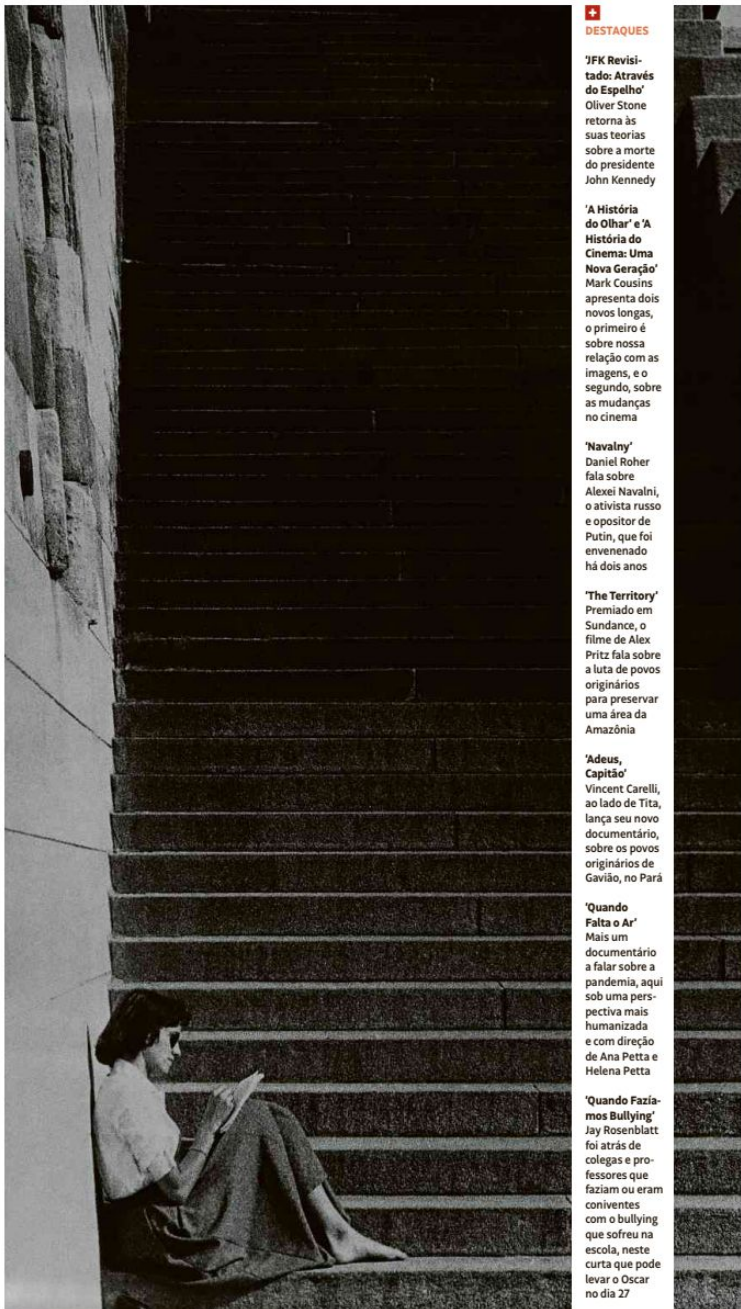 +
DESTAQUES
'JFK Revisi-
tado: Através
do Espelho'
Oliver Stone
retorna às
suas teorias
sobre a morte
do presidente
John Kennedy
'A História
do Olhar' e 'A
História do
Cinema: Uma
Nova Geração'
Mark Cousins
apresenta dois
novos longas,
o primeiro é
sobre nossa
relação com as
imagens, e o
segundo, sobre
as mudanças
no cinema
'Navalny'
Daniel Roher
fala sobre
Alexei Navalni,
o ativista russo
e opositor de
Putin, que foi
envenenado
há dois anos
'The Territory'
Premiado em
Sundance, o
filme de Alex
Pritz fala sobre
a luta de povos
originários
para preservar
uma área da
Amazônia
'Adeus,
Capitão'
Vincent Carelli,
ao lado de Tita,
lança seu novo
documentário,
sobre os povos
originários de
Gavião, no Pará
'Quando
Falta o Ar'
Mais um
documentário
a falar sobre a
pandemia, aqui
sob uma pers-
pectiva mais
humanizada
e com direção
de Ana Petta e
Helena Petta
'Quando Fazía-
mos Bullying'
Jay Rosenblatt
foi atrás de
colegas e pro-
fessores que
faziam ou eram
coniventes
com o bullying
que sofreu na
escola, neste
curta que pode
levar o Oscar
no dia 27